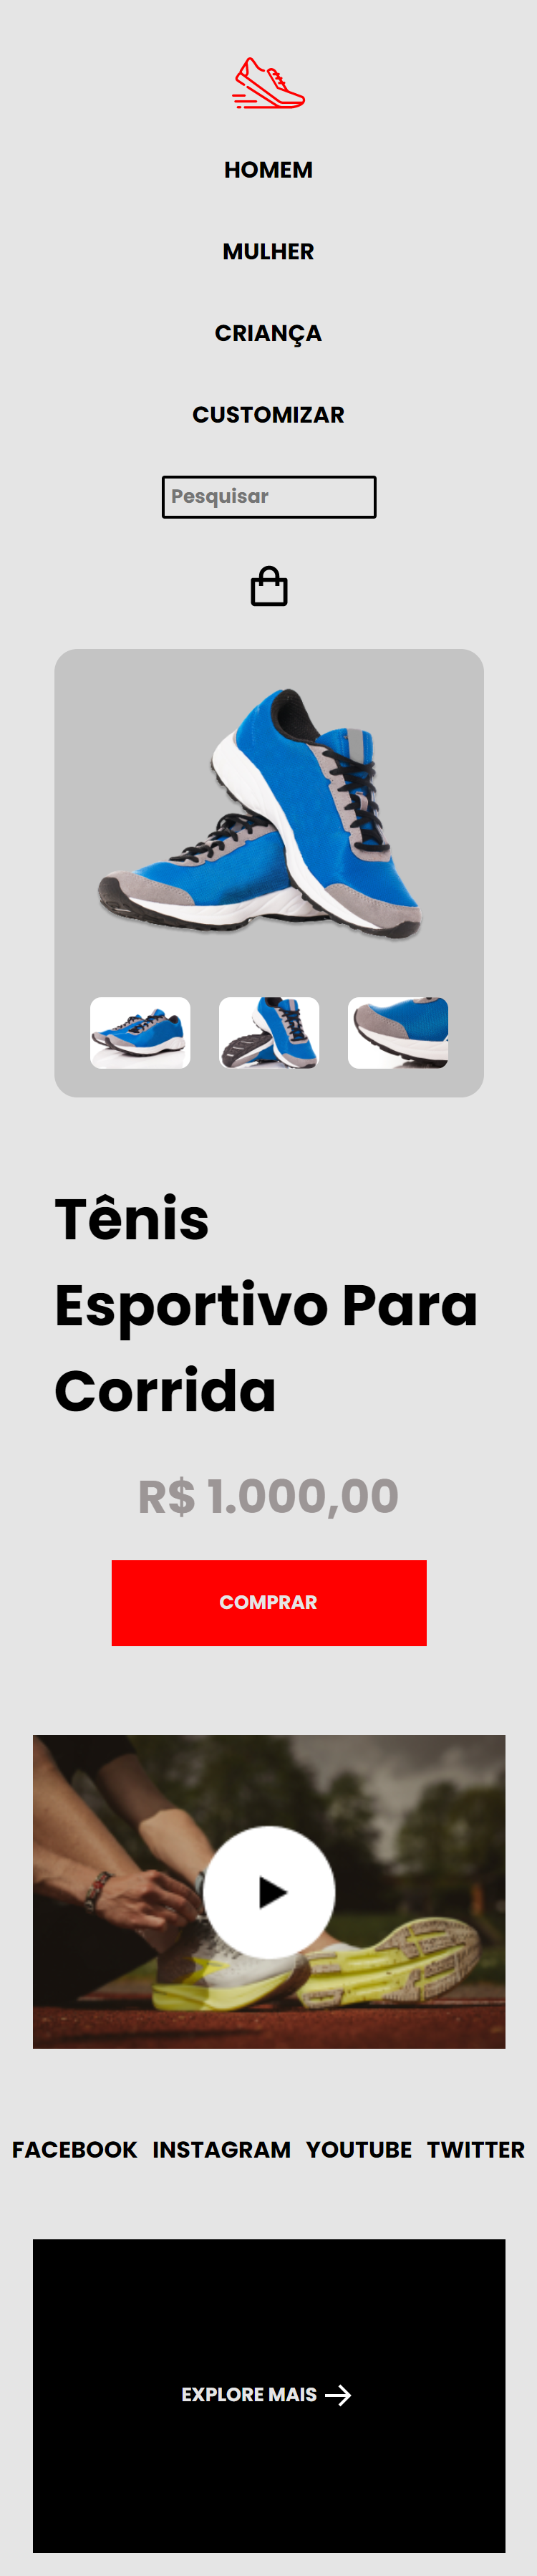 HOMEM
MULHER
CRIANÇA
CUSTOMIZAR
Pesquisar
Tênis
Esportivo Para
Corrida
R$ 1.000,00
COMPRAR
FACEBOOK INSTAGRAM YOUTUBE TWITTER
EXPLORE MAIS